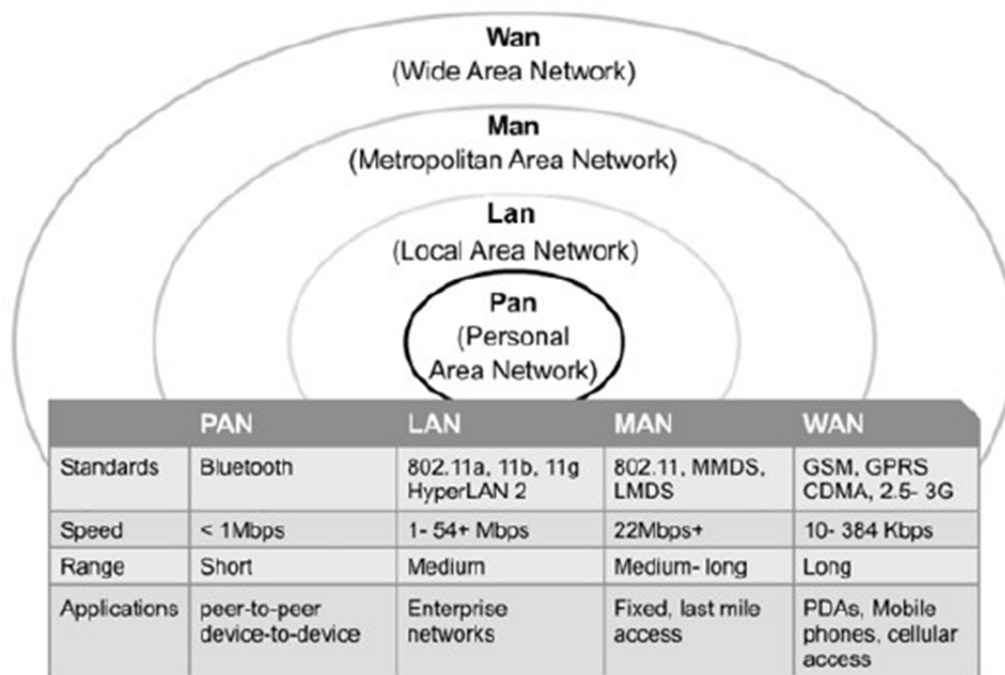 Wan
(Wide Area Network)
Man
(Metropolitan Area Network)
Lan
(Local Area Network)
Pan
(Personal
Area Network)
PAN LAN MAN WAN
Standards Bluetooth 802.11a, 11b, 11g 802.11, MMDS, GSM, GPRS
HyperLAN 2 LMDS CDMA, 2.5- 3G
Speed < 1Mbps 1- 54+ Mbps 22Mbps+ 10- 384 Kbps
Range Short Medium Medium- long Long
Applications peer-to-peer Enterprise Fixed, last mile PDAs, Mobile
device-to-device networks access phones, cellular
access